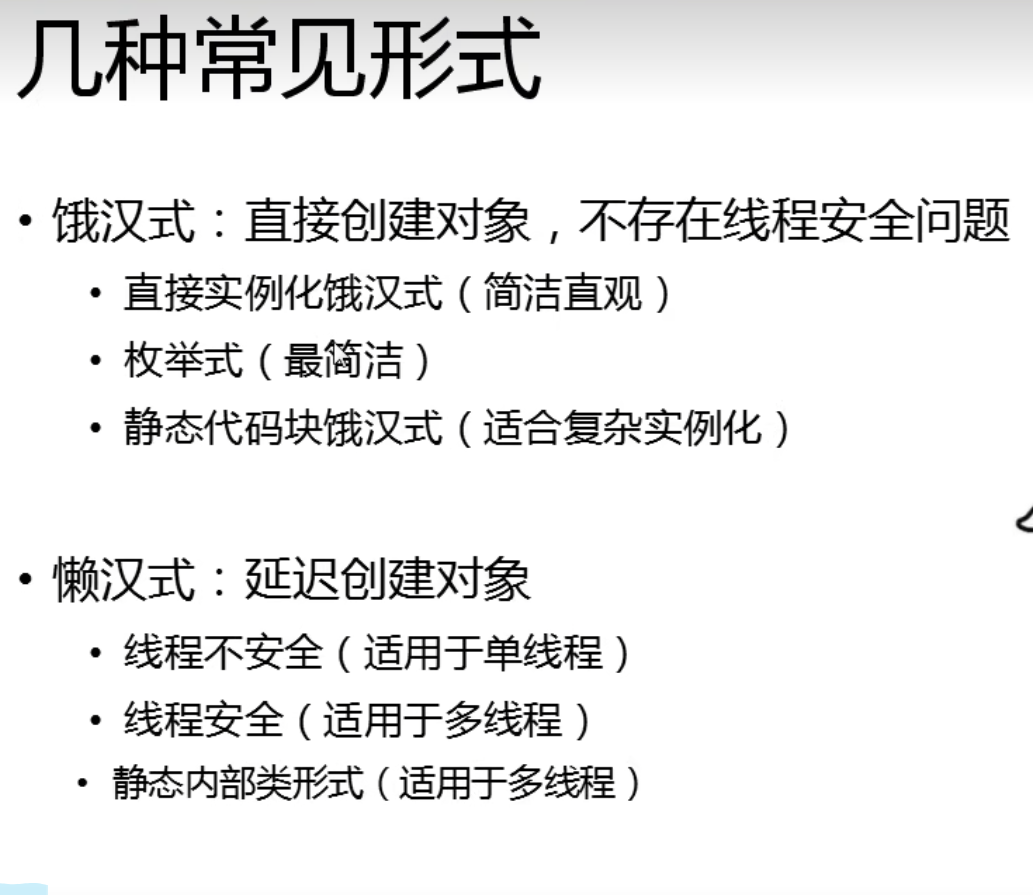 几种常见形式
• 饿汉式：直接创建对象，不存在线程安全问题
• 直接实例化饿汉式（简洁直观）
• 枚举式（最简洁）
• 静态代码块饿汉式（适合复杂实例化）
• 懒汉式：延迟创建对象
• 线程不安全（适用于单线程）
• 线程安全（适用于多线程）
• 静态内部类形式（适用于多线程）